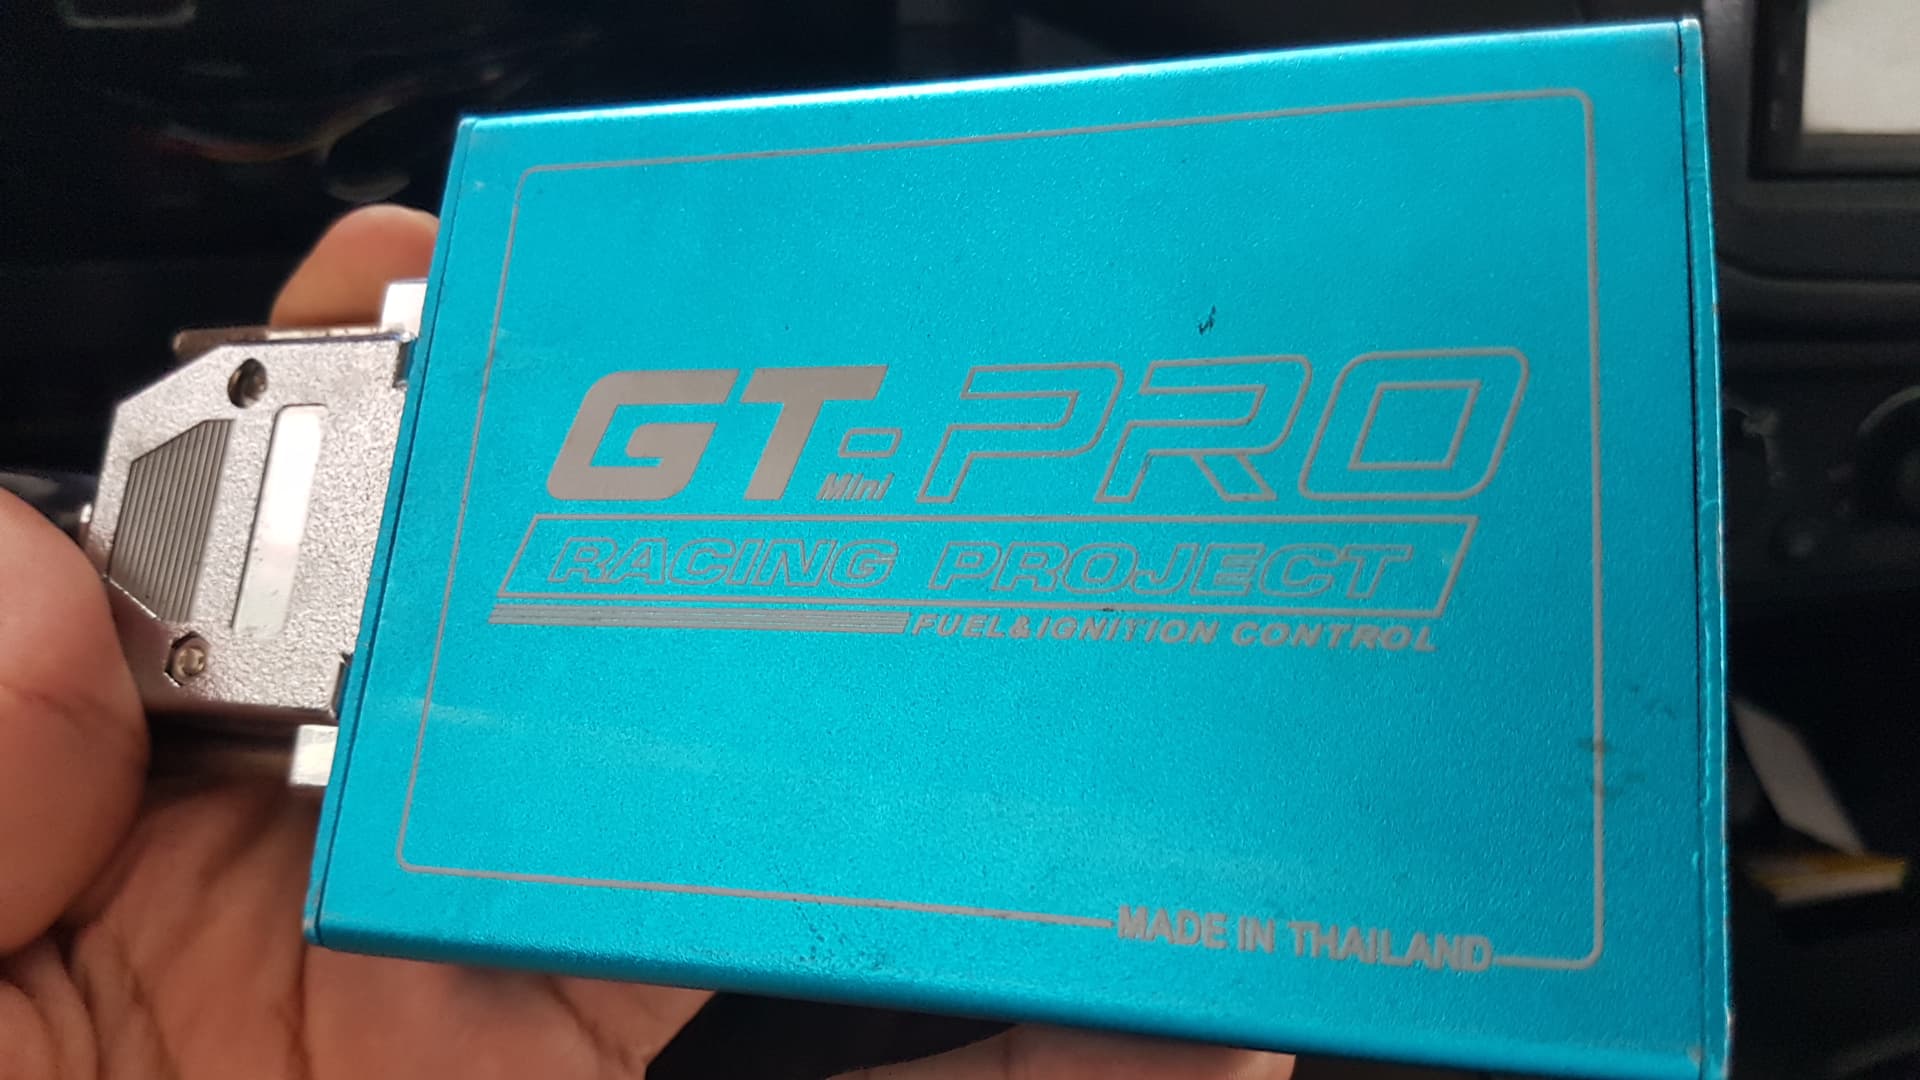 GT-PRO
Mini
RACING PROJECT
FUEL&IGNITION CONTROL
MADE IN THAILAND